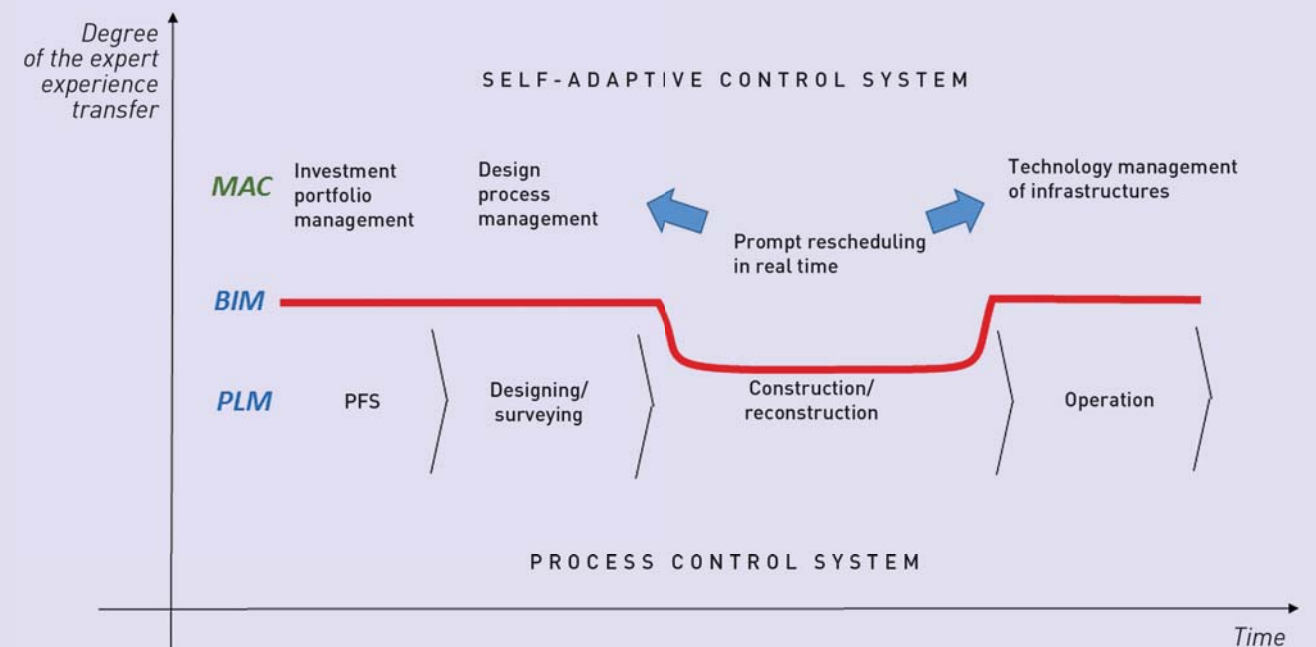 Degree
of the expert
experience
transfer
SELF-ADAPTIVE CONTROL SYSTEM
MAC
Investment
portfolio
management
Design
process
management
Prompt rescheduling
in real time
Technology management
of infrastructures
BIM
PLM
PFS
Designing/
surveying
Construction/
reconstruction
Operation
PROCESS CONTROL SYSTEM
Time